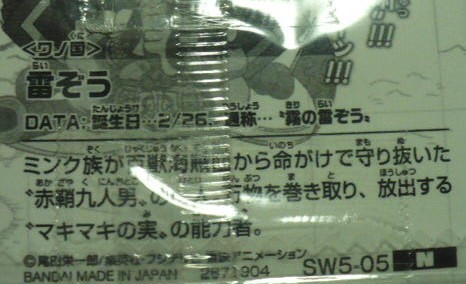 ン!!!
!!!
<ワノ国>
雷ぞう
DATA: 誕生日…2/26 通称…〝霧の雷ぞう〟
ミンク族が百獣海賊団から命がけで守り抜いた
〝赤鞘九人男〟の 物を巻き取り、放出する
〝マキマキの実〟の能力者。
©尾田栄一郎/集英社・フジテレビ・東映アニメーション
BANDAI MADE IN JAPAN 2671904 SW5-05 N